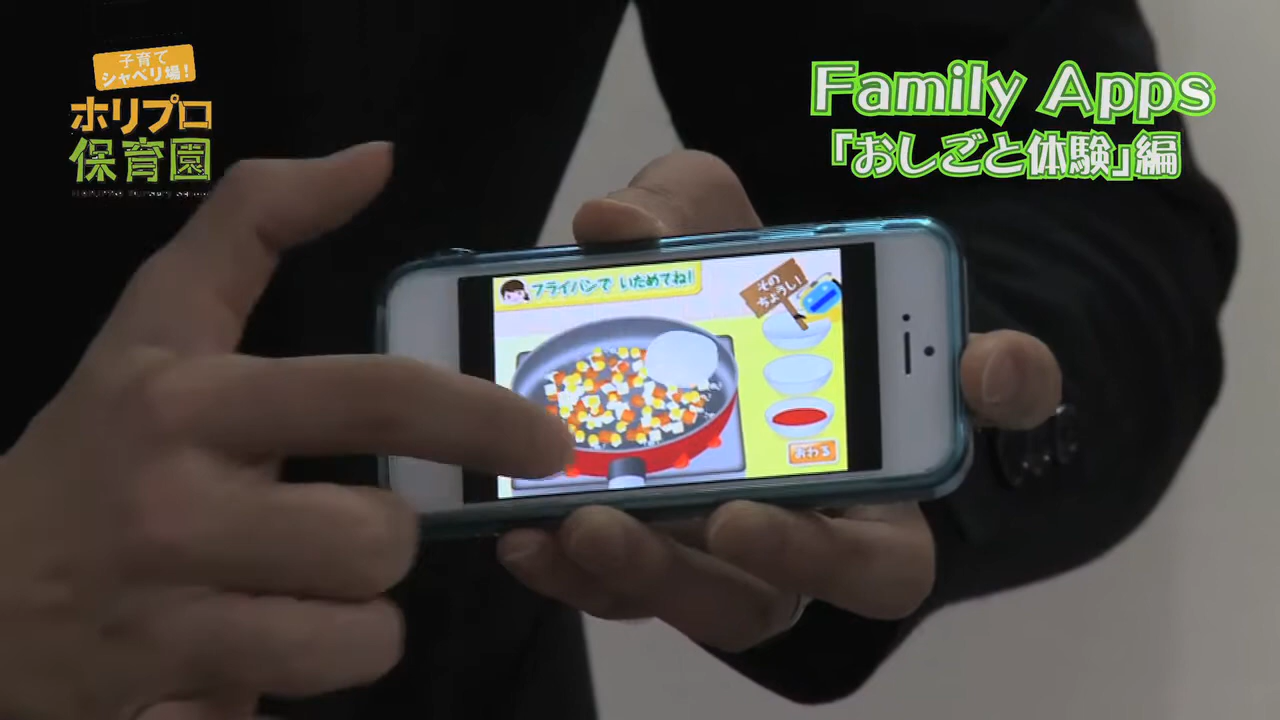 子育て
シャベリ場!
ホリプロ
保育園
Family Apps
「おしごと体験」編
フライパンで いためてね!
その
ちょうし!
おわる